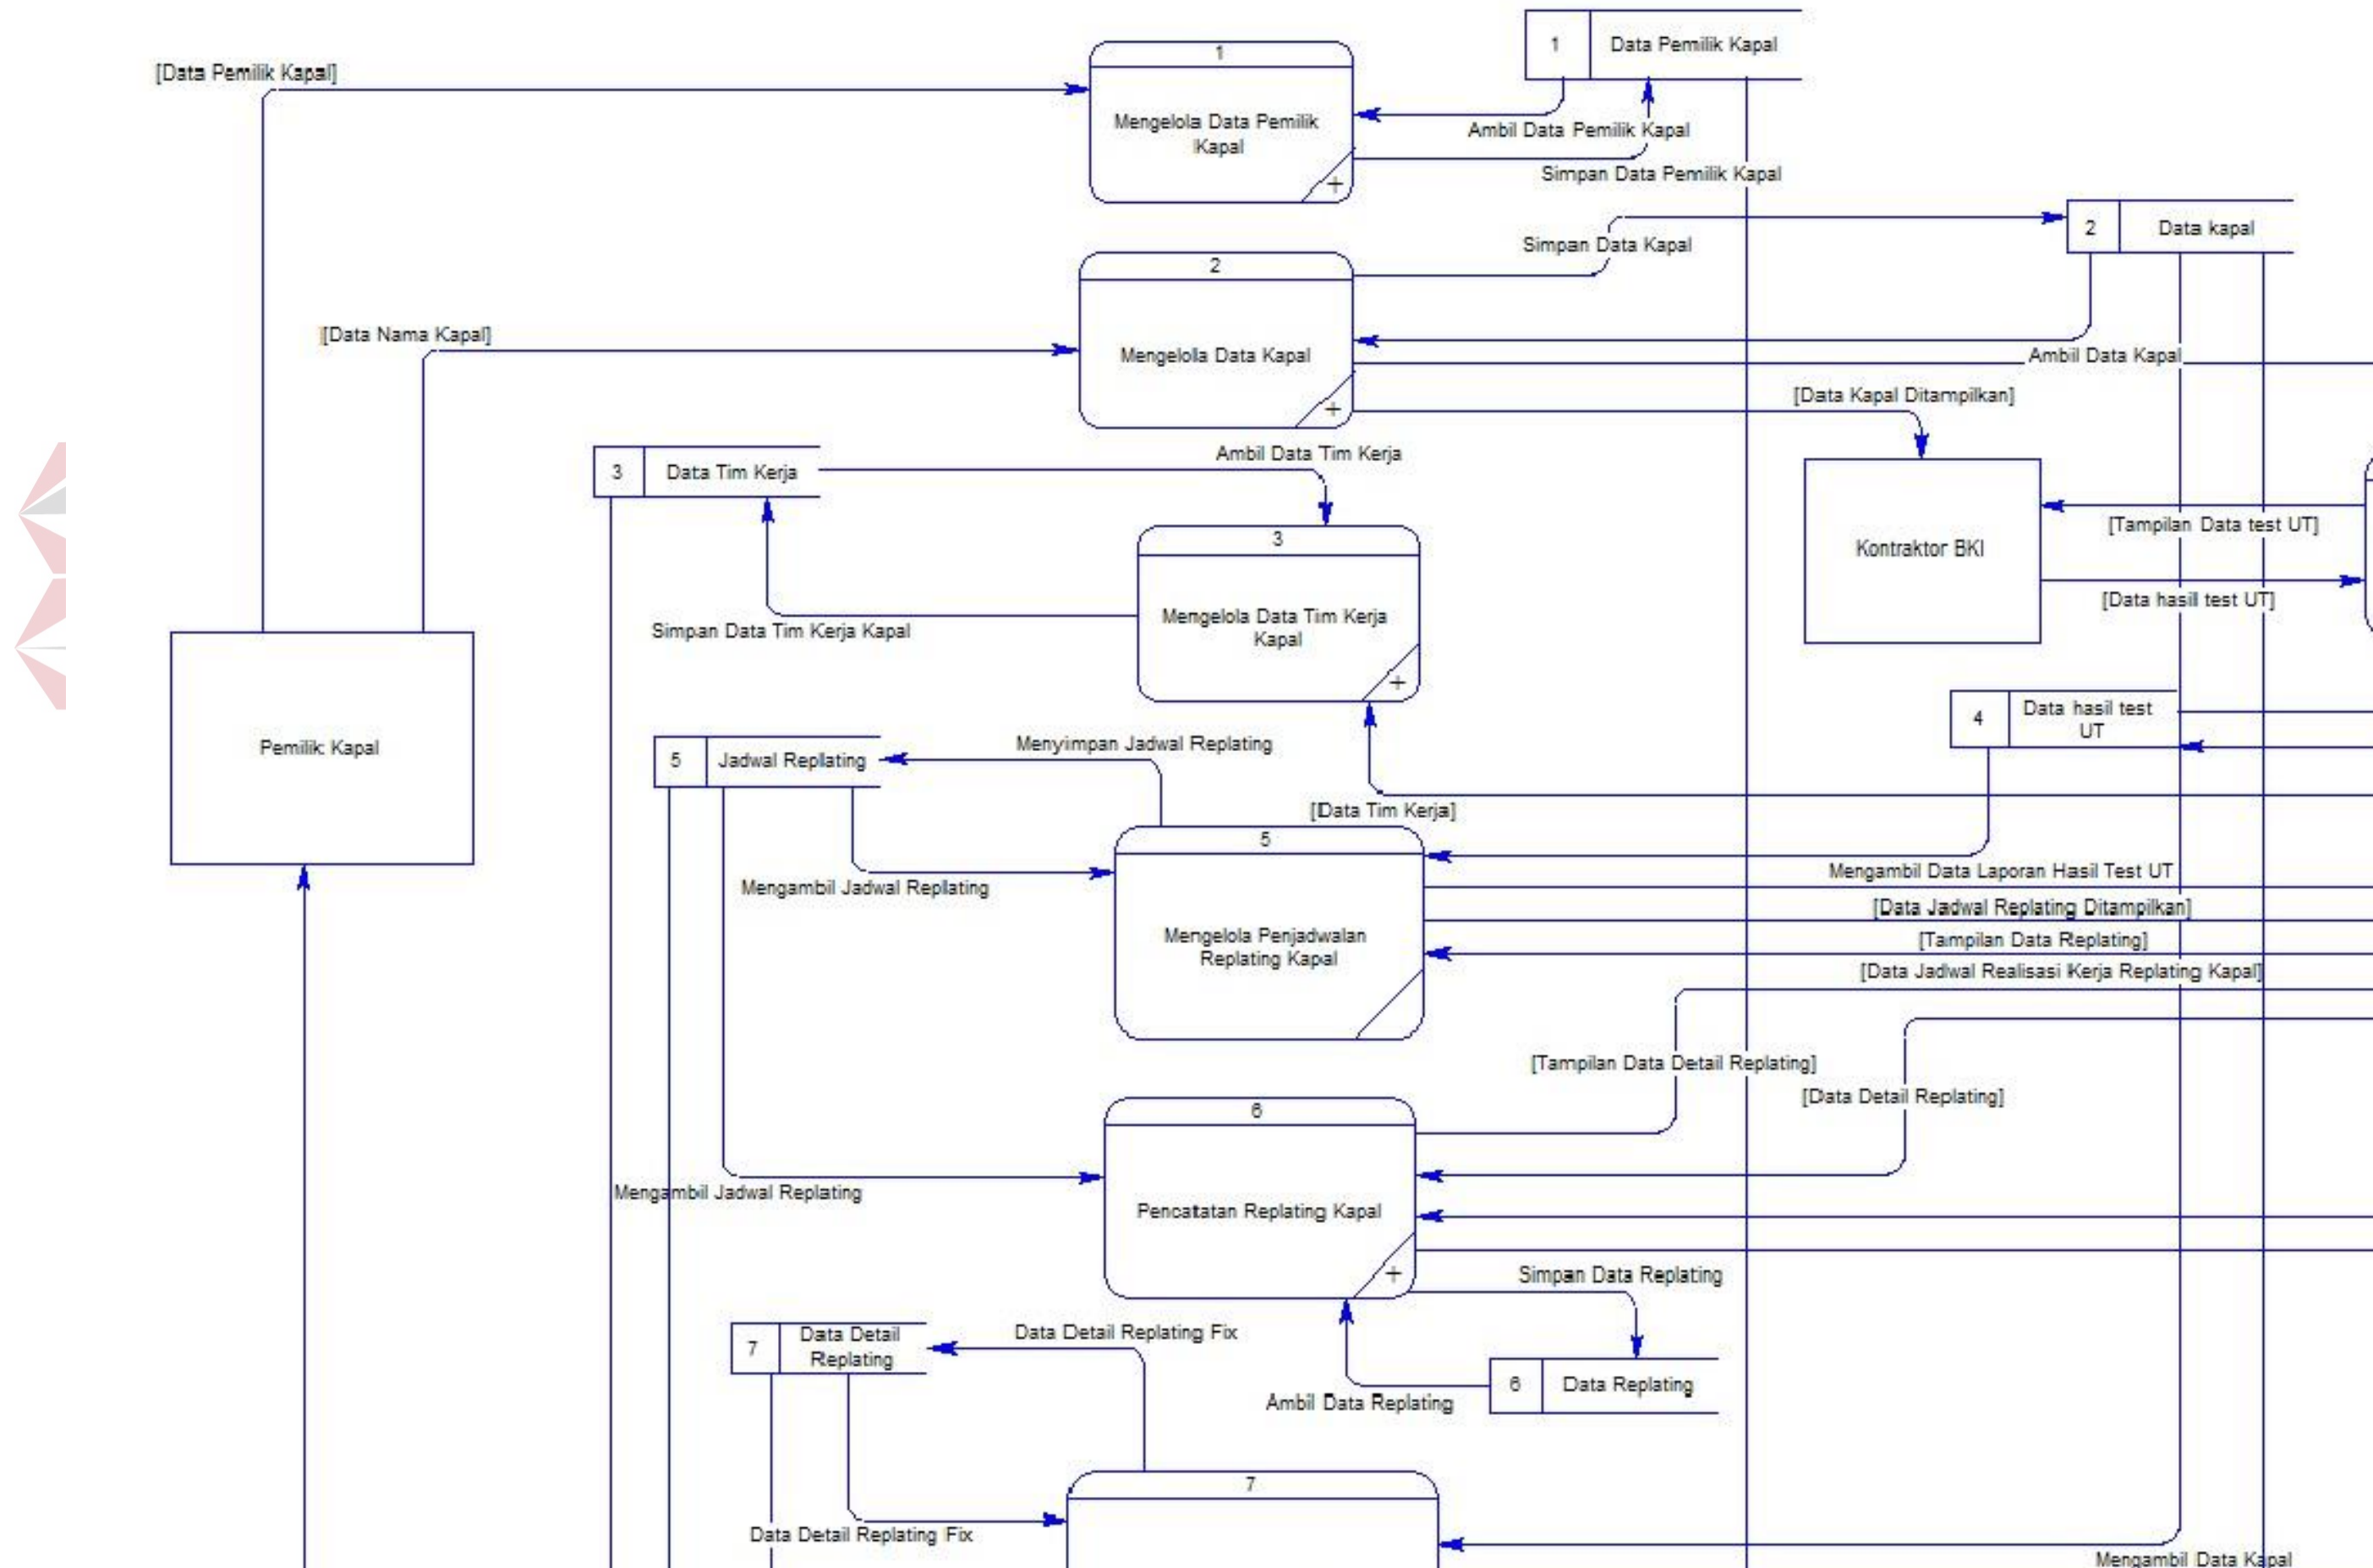 1
Data Pemilik Kapal
[Data Pemilik Kapal]
1
Mengelola Data Pemilik
Kapal
Ambil Data Pemilik Kapal
Simpan Data Pemilik Kapal
2
Data kapal
Simpan Data Kapal
2
Mengelola Data Kapal
[Data Nama Kapal]
Ambil Data Kapal
[Data Kapal Ditampilkan]
3
Data Tim Kerja
Ambil Data Tim Kerja
Kontraktor BKI
[Tampilan Data test UT]
[Data hasil test UT]
3
Mengelola Data Tim Kerja
Kapal
Simpan Data Tim Kerja Kapal
Pemilik Kapal
4
Data hasil test
UT
5
Jadwal Replating
Menyimpan Jadwal Replating
[Data Tim Kerja]
5
Mengelola Penjadwalan
Replating Kapal
Mengambil Jadwal Replating
Mengambil Data Laporan Hasil Test UT
[Data Jadwal Replating Ditampilkan]
[Tampilan Data Replating]
[Data Jadwal Realisasi Kerja Replating Kapal]
[Tampilan Data Detail Replating]
[Data Detail Replating]
6
Pencatatan Replating Kapal
Mengambil Jadwal Replating
Simpan Data Replating
7
Data Detail
Replating
Data Detail Replating Fix
6
Data Replating
Ambil Data Replating
7
Data Detail Replating Fix
Mengambil Data Kapal